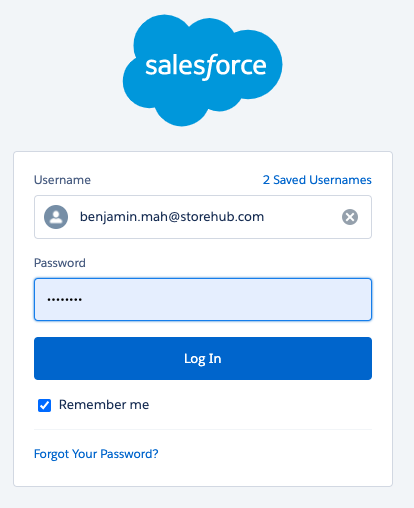 salesforce
Username 2 Saved Usernames
benjamin.mah@storehub.com
Password
••••••••
Log In
Remember me
Forgot Your Password?